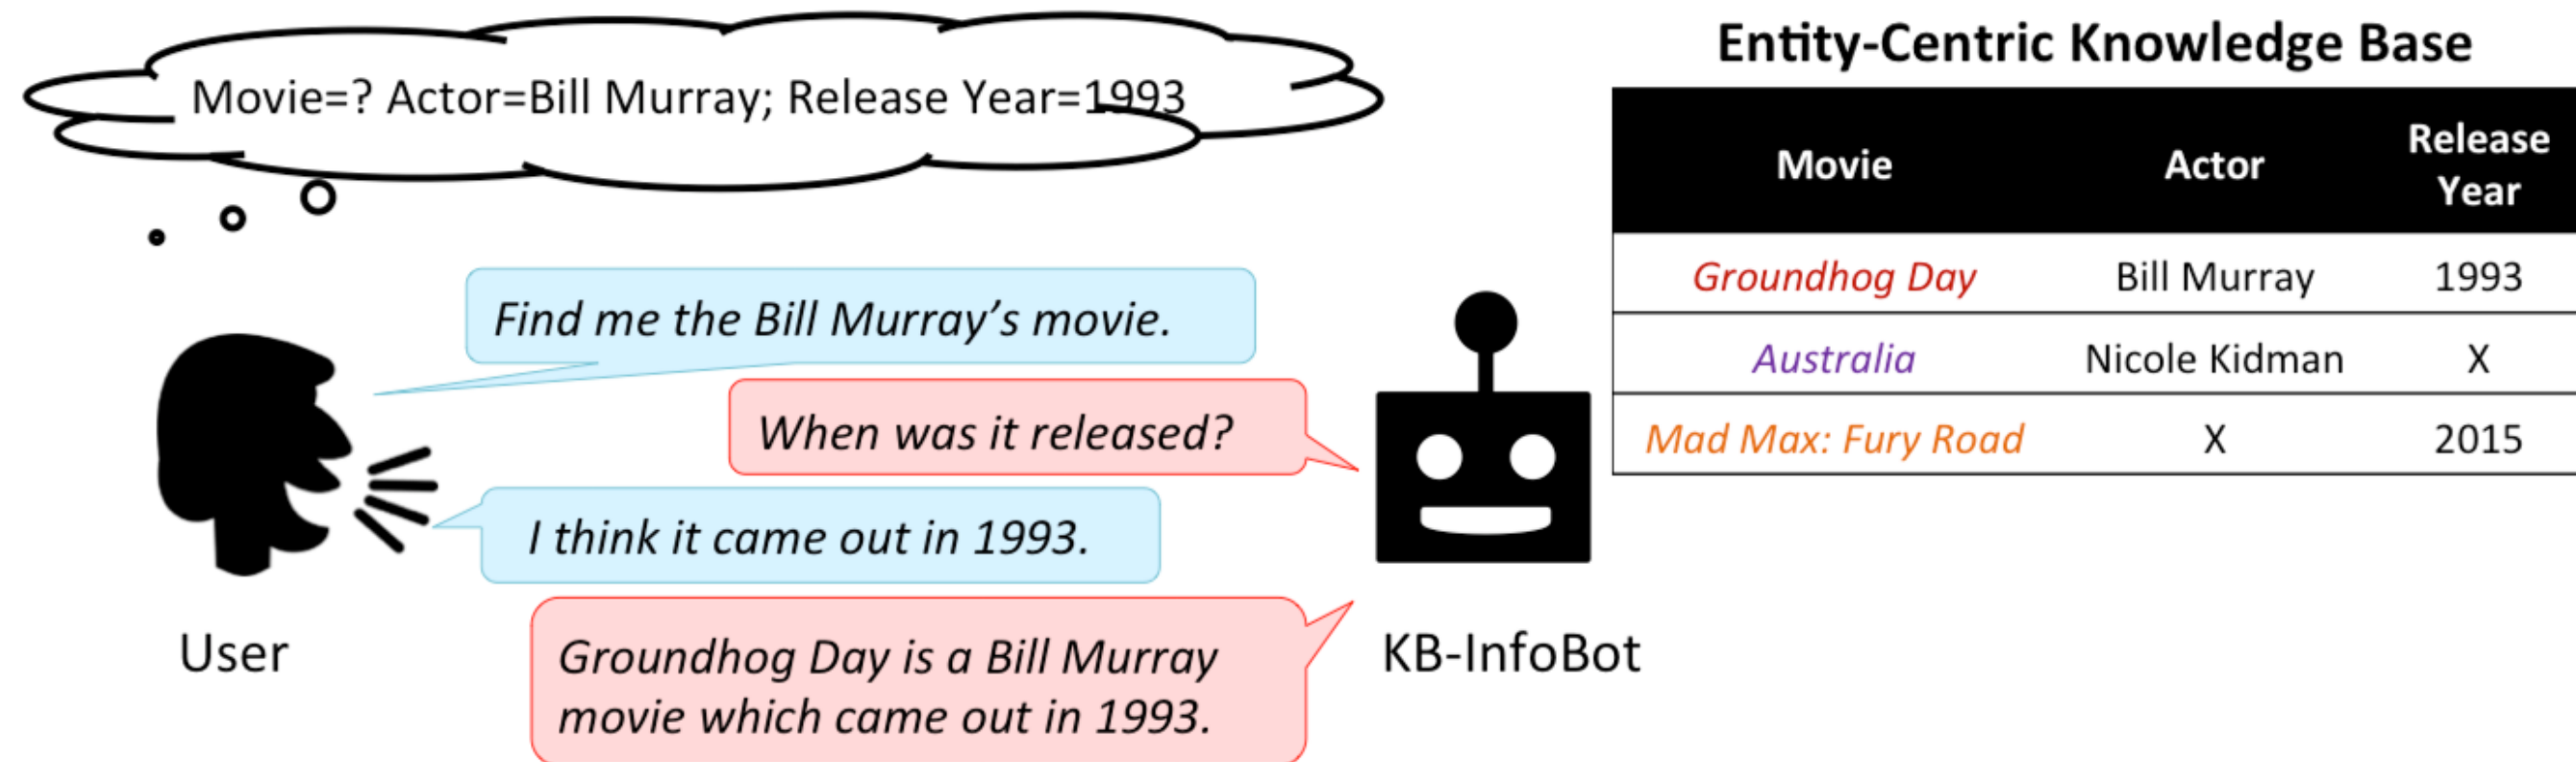 Movie=? Actor=Bill Murray; Release Year=1993
Find me the Bill Murray’s movie.
When was it released?
I think it came out in 1993.
Groundhog Day is a Bill Murray
movie which came out in 1993.
User
KB-InfoBot
Entity-Centric Knowledge Base
Movie Actor Release Year
Groundhog Day Bill Murray 1993
Australia Nicole Kidman X
Mad Max: Fury Road X 2015